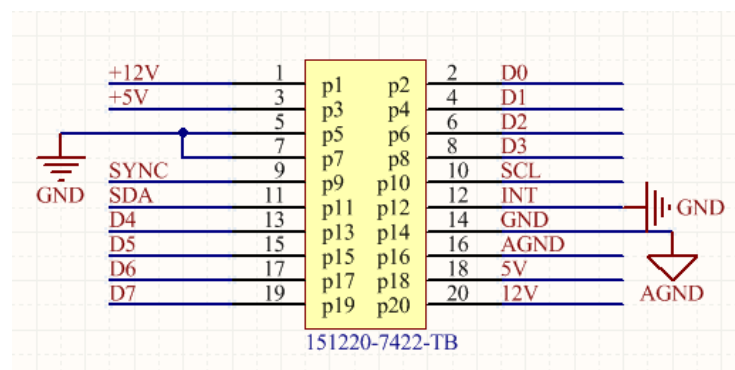 +12V 1 p1 p2 2 D0
+5V 3 p3 p4 4 D1
5 p5 p6 6 D2
7 p7 p8 8 D3
SYNC 9 p9 p10 10 SCL
GND SDA 11 p11 p12 12 INT GND
D4 13 p13 p14 14 GND
D5 15 p15 p16 16 AGND
D6 17 p17 p18 18 5V
D7 19 p19 p20 20 12V AGND
151220-7422-TB